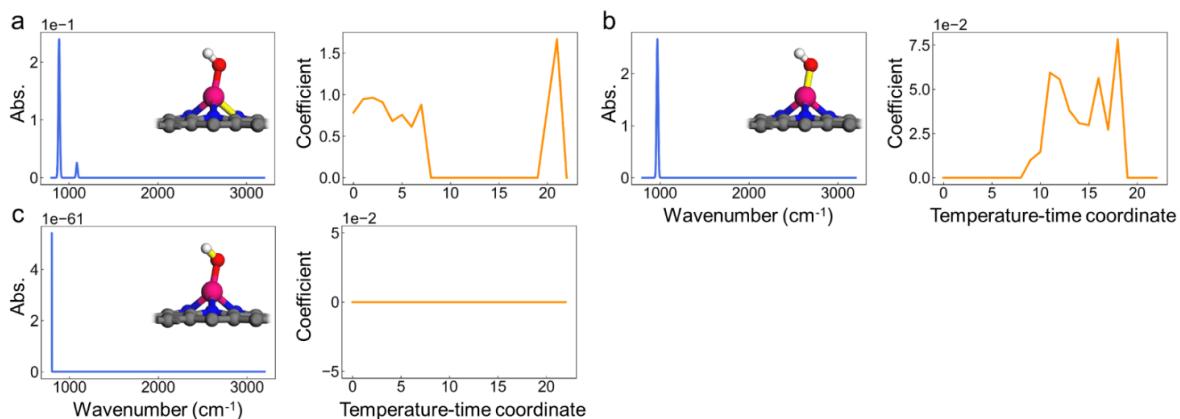 a
1e−1
Abs.
2
1
0
1000 2000 3000
Coefficient
1.5
1.0
0.5
0.0
0 5 10 15 20
b
Abs.
2
1
0
1000 2000 3000
Wavenumber (cm⁻¹)
1e−2
Coefficient
7.5
5.0
2.5
0.0
0 5 10 15 20
Temperature-time coordinate
c
1e−61
Abs.
4
2
0
1000 2000 3000
Wavenumber (cm⁻¹)
1e−2
Coefficient
5
0
−5
0 5 10 15 20
Temperature-time coordinate